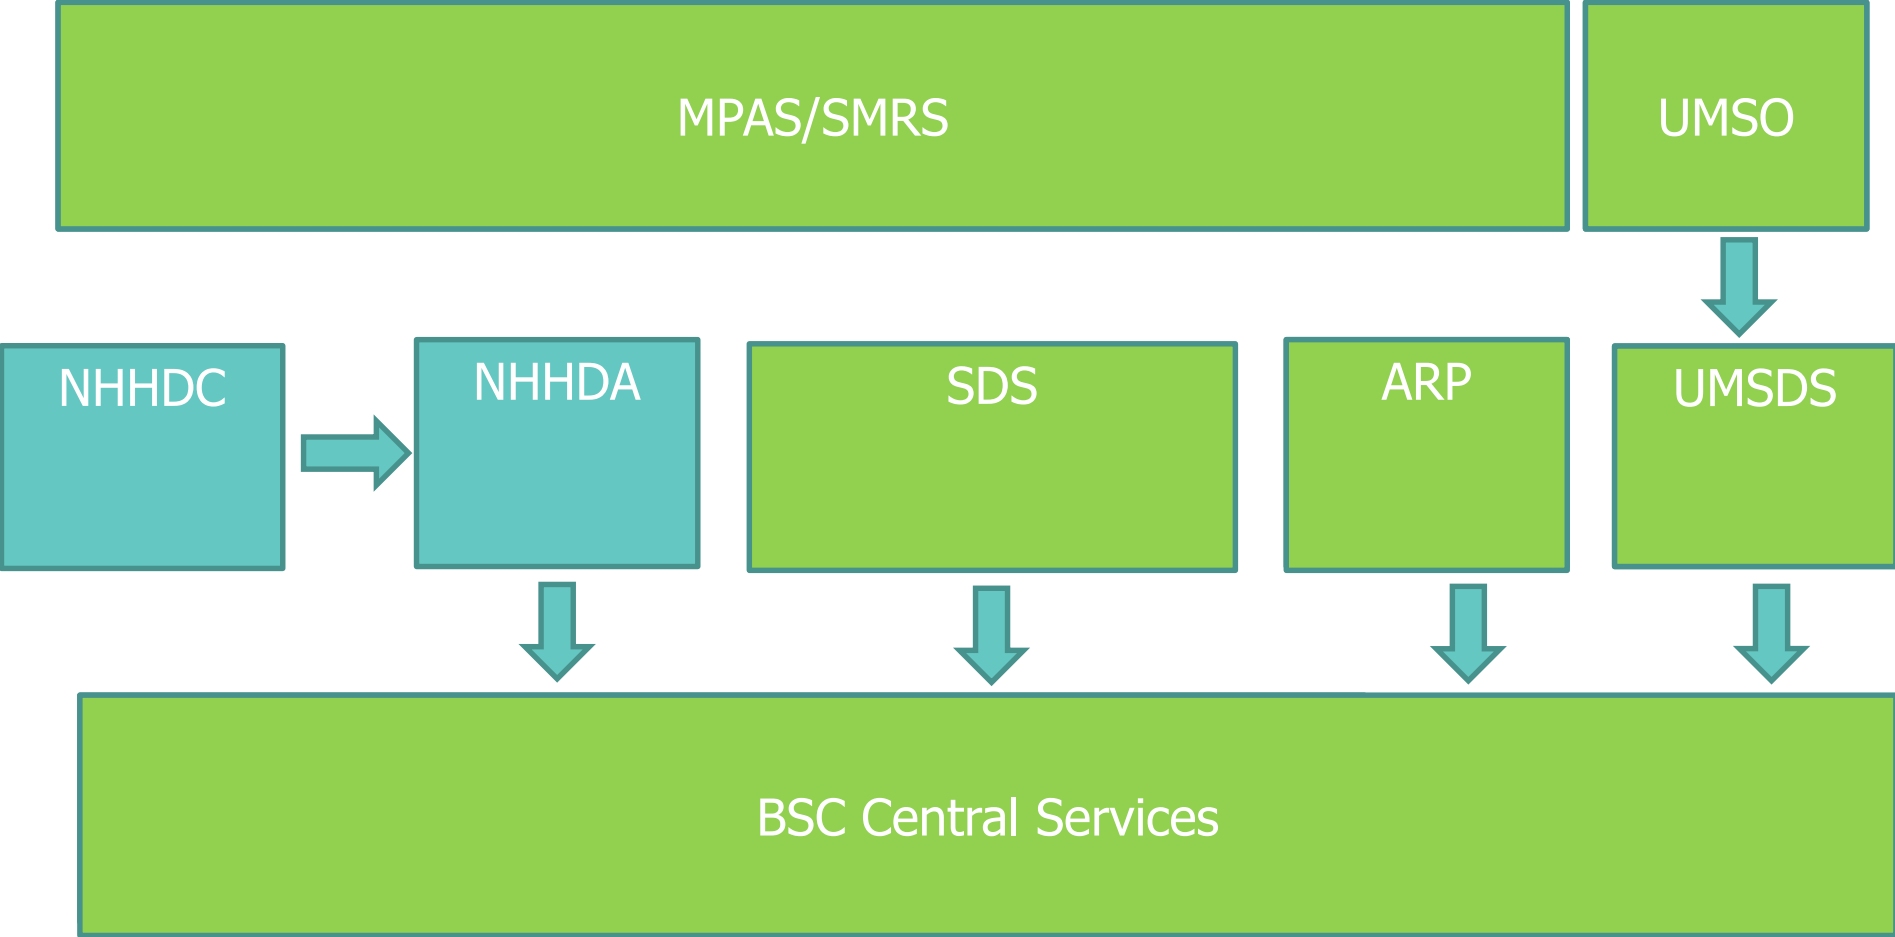 MPAS/SMRS
UMSO
NHHDC
NHHDA
SDS
ARP
UMSDS
BSC Central Services